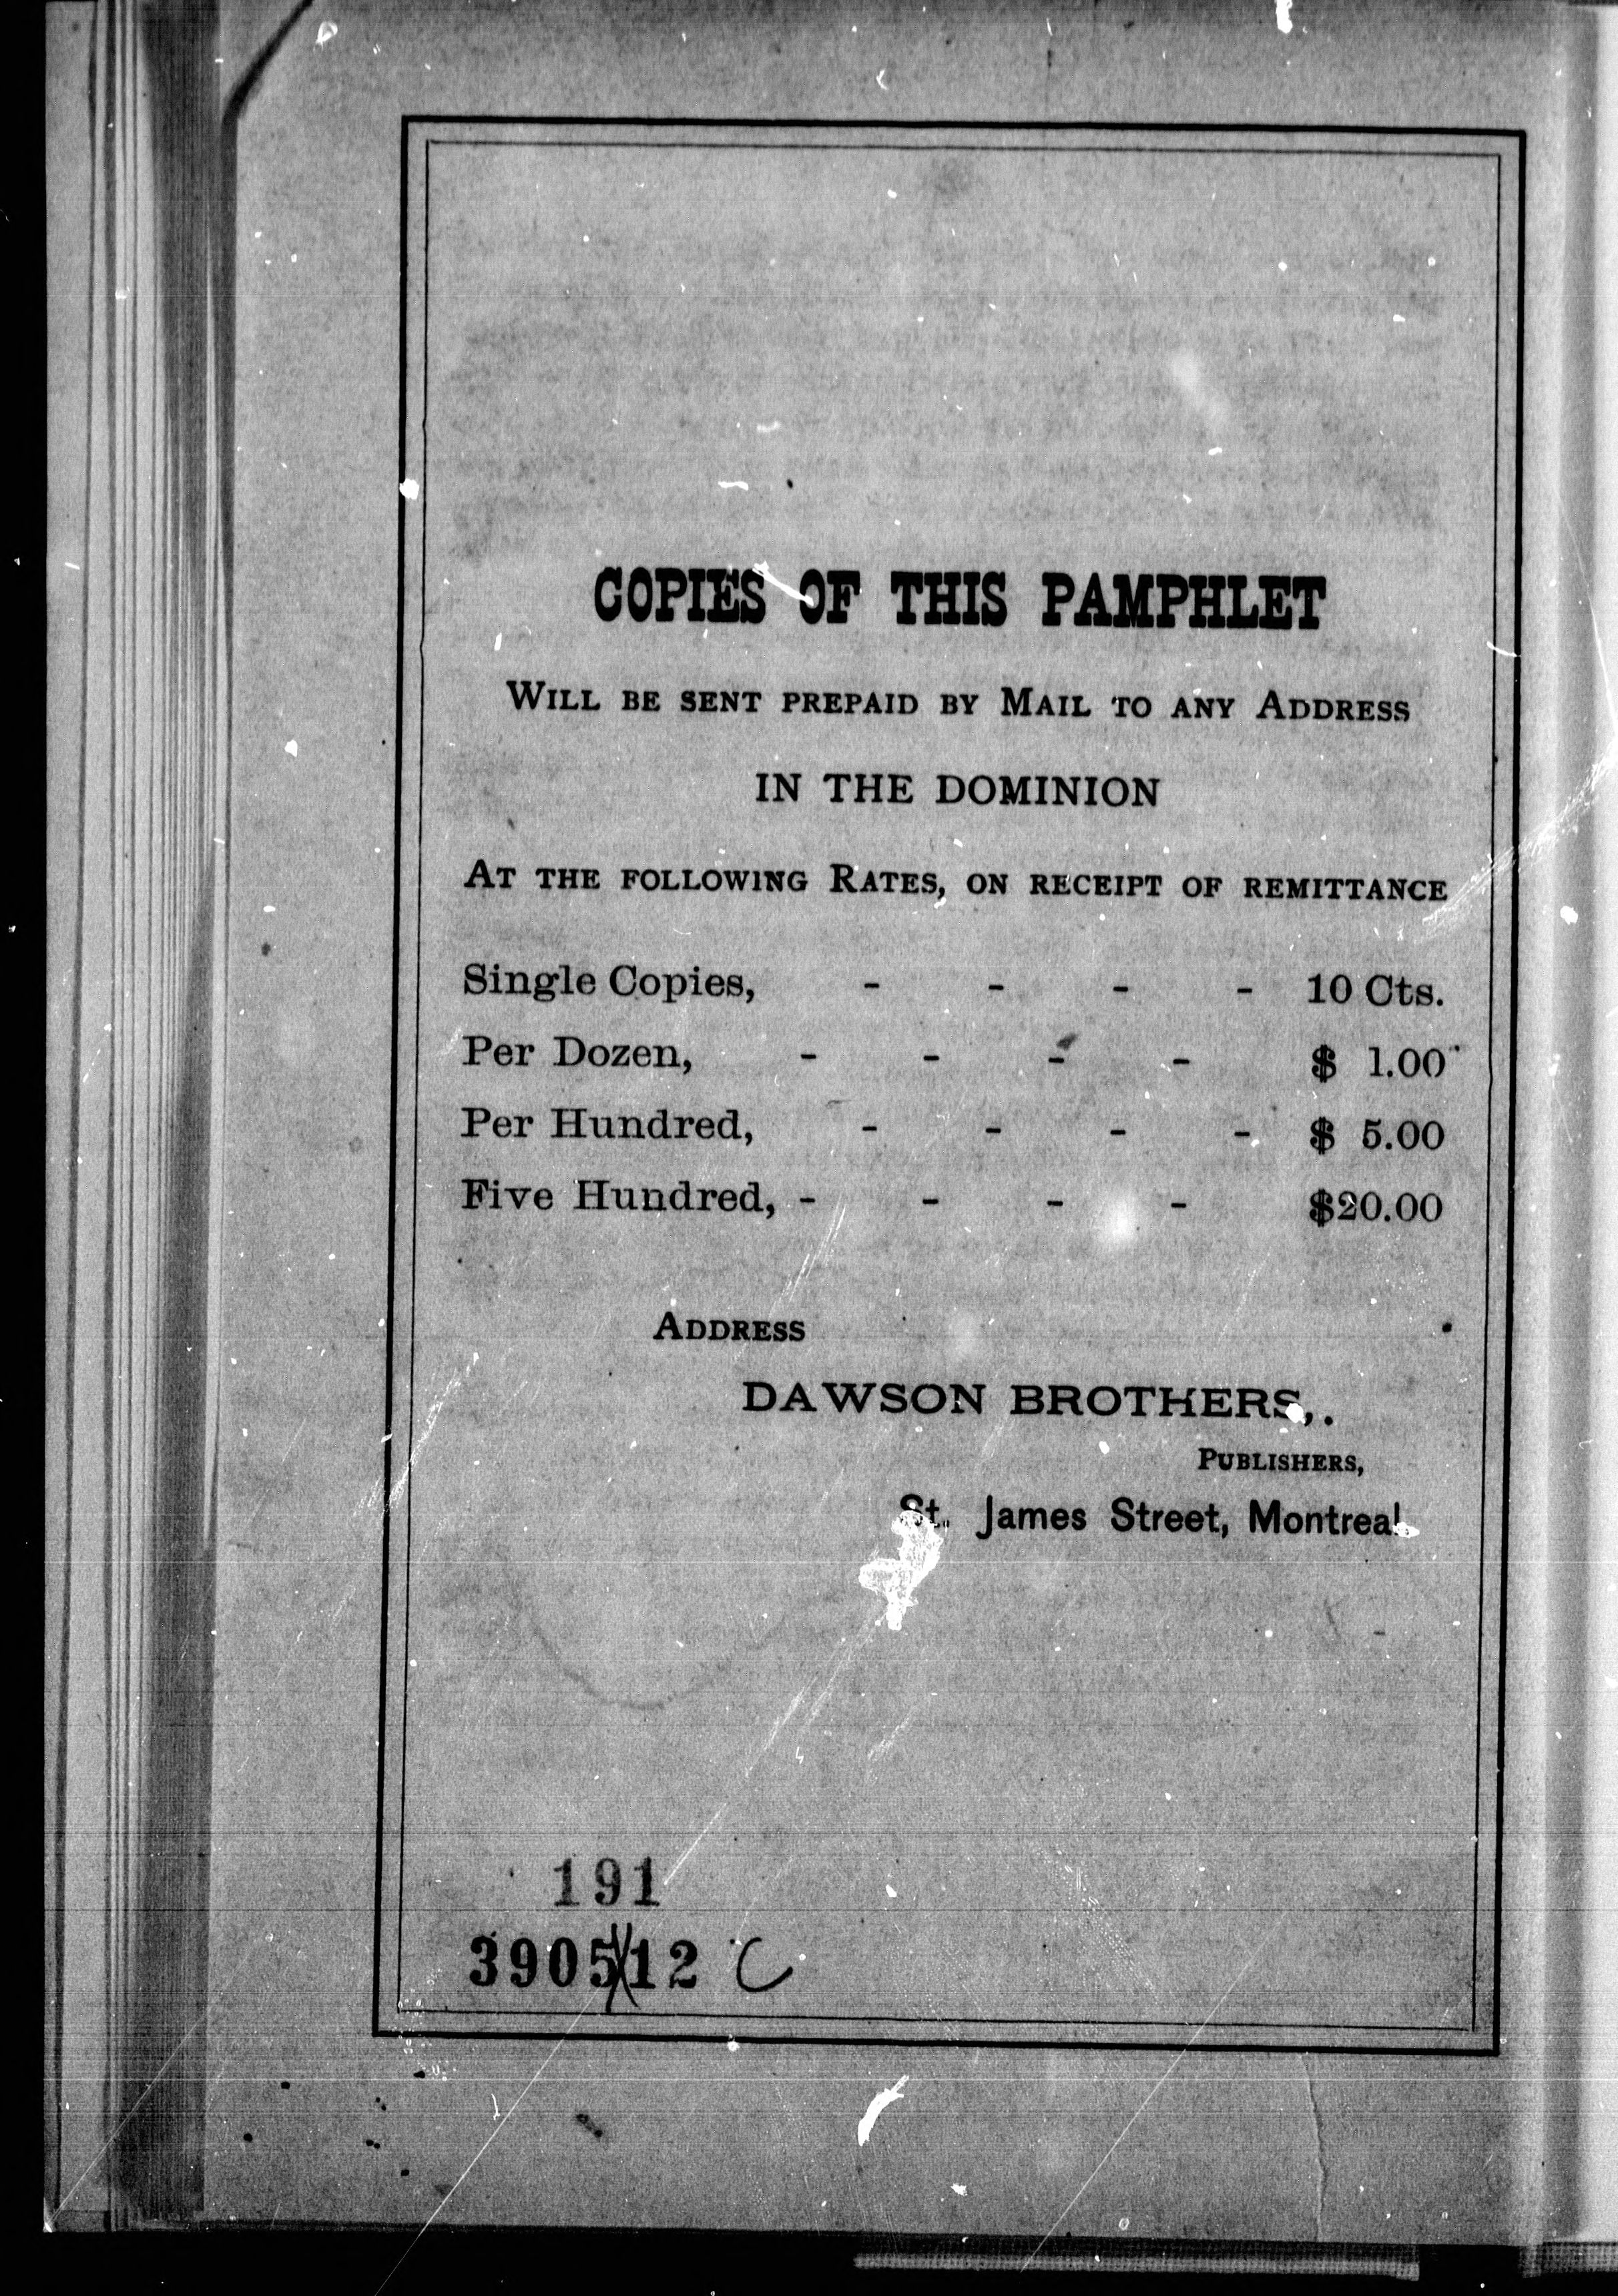 COPIES OF THIS PAMPHLET
WILL BE SENT PREPAID BY MAIL TO ANY ADDRESS
IN THE DOMINION
AT THE FOLLOWING RATES, ON RECEIPT OF REMITTANCE
Single Copies, - - - - 10 Cts.
Per Dozen, - - - - $ 1.00
Per Hundred, - - - - $ 5.00
Five Hundred, - - - - $20.00
ADDRESS
DAWSON BROTHERS,
PUBLISHERS,
St. James Street, Montreal.
191
390512 C